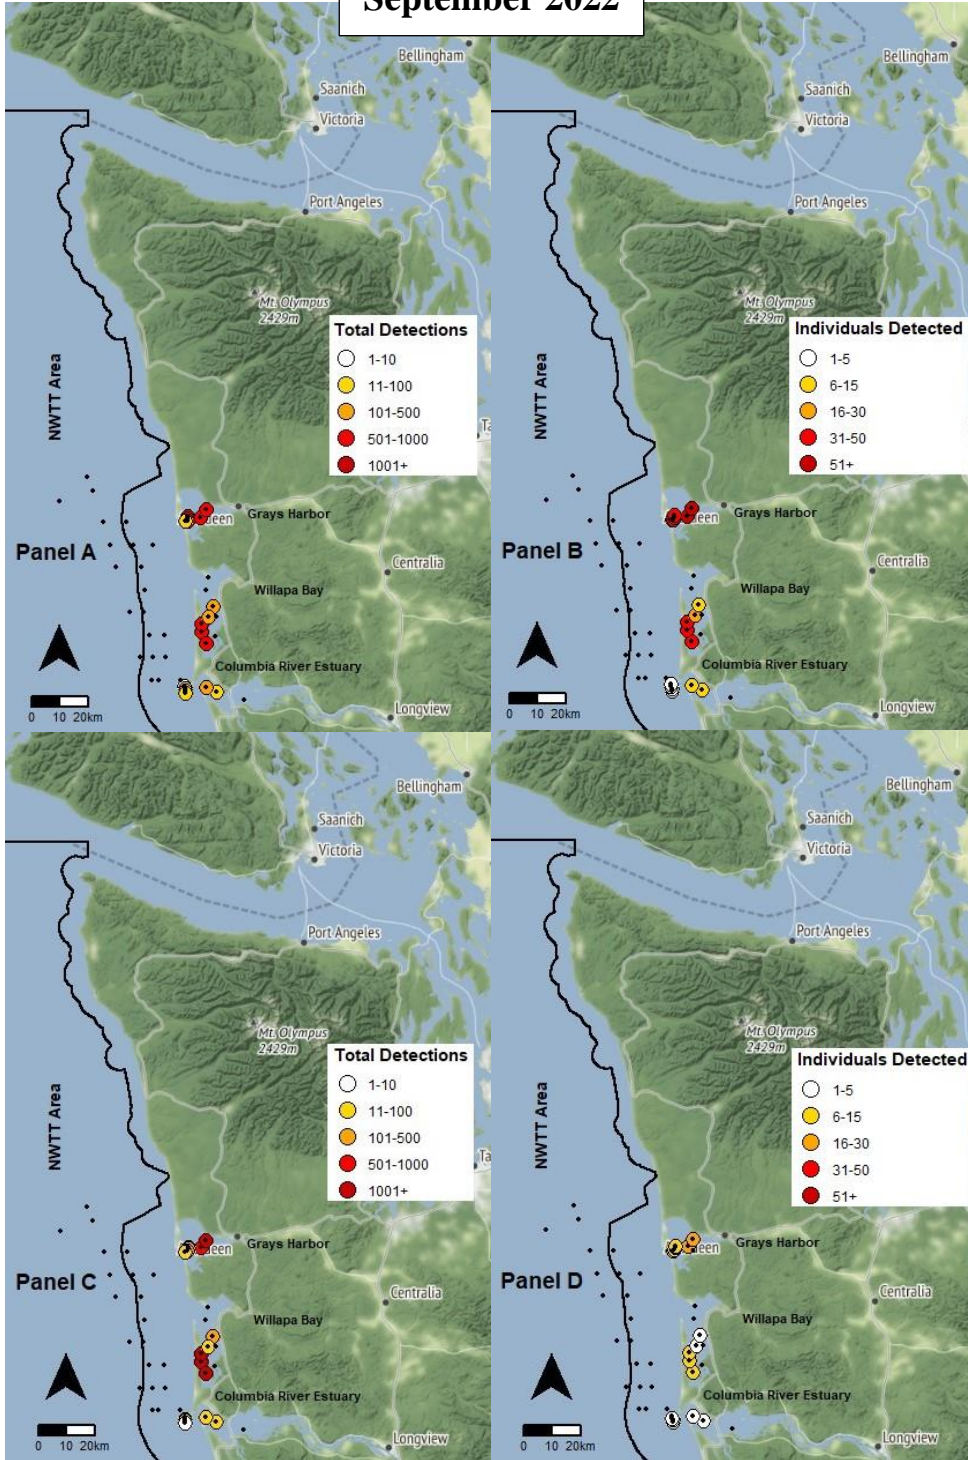 September 2022
Bellingham
Saanich
Victoria
Port Angeles
Mt. Olympus
2429m
Total Detections
1-10
11-100
101-500
501-1000
1001+
NWTT Area
Grays Harbor
Panel A
Centralia
Willapa Bay
Columbia River Estuary
0 10 20km
Longview
Bellingham
Saanich
Victoria
Port Angeles
Mt. Olympus
2429m
Individuals Detected
1-5
6-15
16-30
31-50
51+
NWTT Area
Grays Harbor
Panel B
Centralia
Willapa Bay
Columbia River Estuary
0 10 20km
Longview
Bellingham
Saanich
Victoria
Port Angeles
Mt. Olympus
2429m
Total Detections
1-10
11-100
101-500
501-1000
1001+
NWTT Area
Grays Harbor
Panel C
Centralia
Willapa Bay
Columbia River Estuary
0 10 20km
Longview
Bellingham
Saanich
Victoria
Port Angeles
Mt. Olympus
2429m
Individuals Detected
1-5
6-15
16-30
31-50
51+
NWTT Area
Grays Harbor
Panel D
Centralia
Willapa Bay
Columbia River Estuary
0 10 20km
Longview